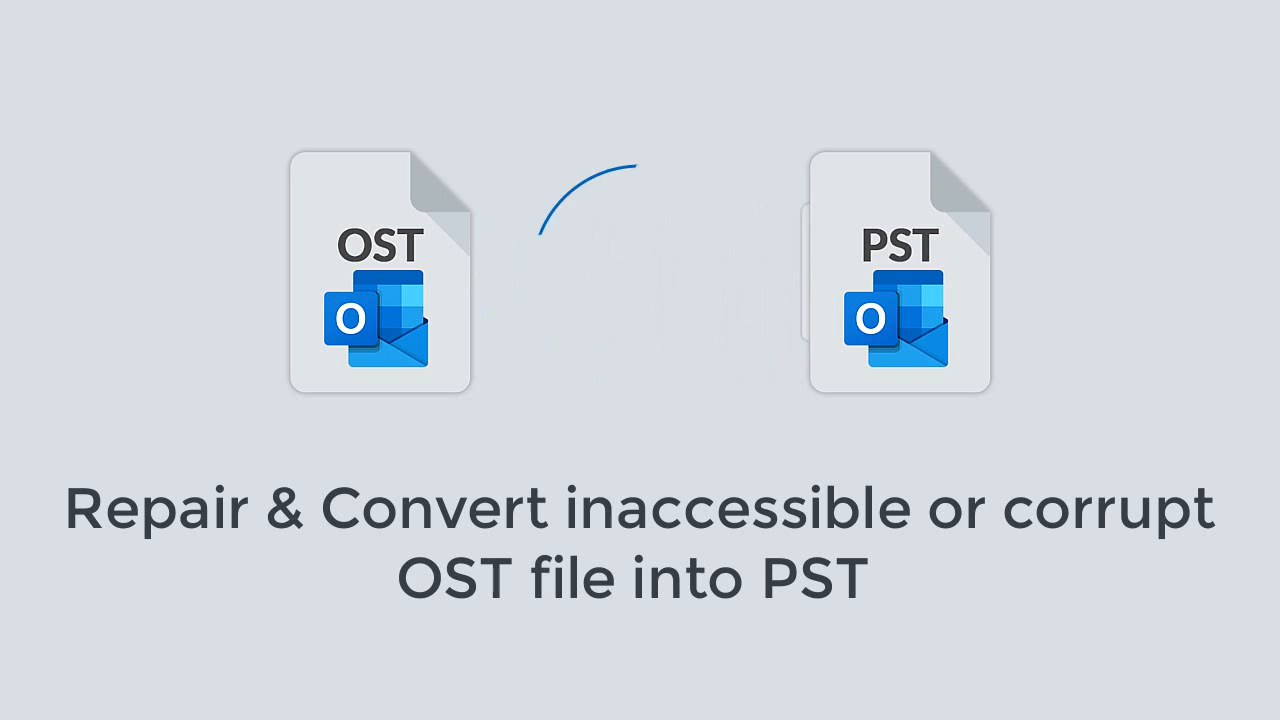 OST
O
PST
O
Repair & Convert inaccessible or corrupt
OST file into PST